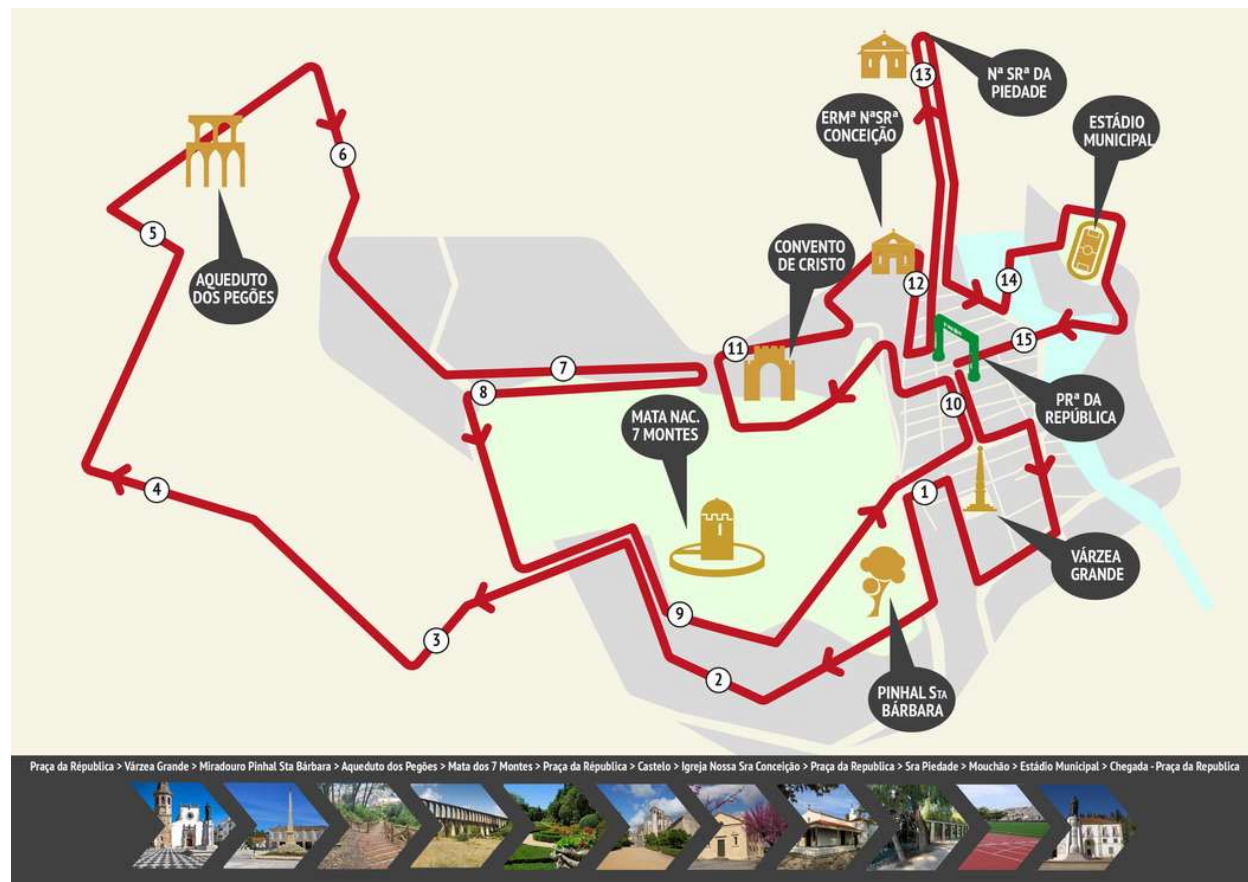 Nª SRª DA
PIEDADE
13
ERMª NªSRª
CONCEIÇÃO
ESTÁDIO
MUNICIPAL
6
5
AQUEDUTO
DOS PEGÕES
CONVENTO
DE CRISTO
12
14
15
11
7
8
10
PRª DA
REPÚBLICA
MATA NAC.
7 MONTES
4
1
VÁRZEA
GRANDE
9
3
2
PINHAL STA
BÁRBARA
Praça da Républica > Várzea Grande > Miradouro Pinhal Sta Bárbara > Aqueduto dos Pegões > Mata dos 7 Montes > Praça da Républica > Castelo > Igreja Nossa Sra Conceição > Praça da Republica > Sra Piedade > Mouchão > Estádio Municipal > Chegada - Praça da Republica